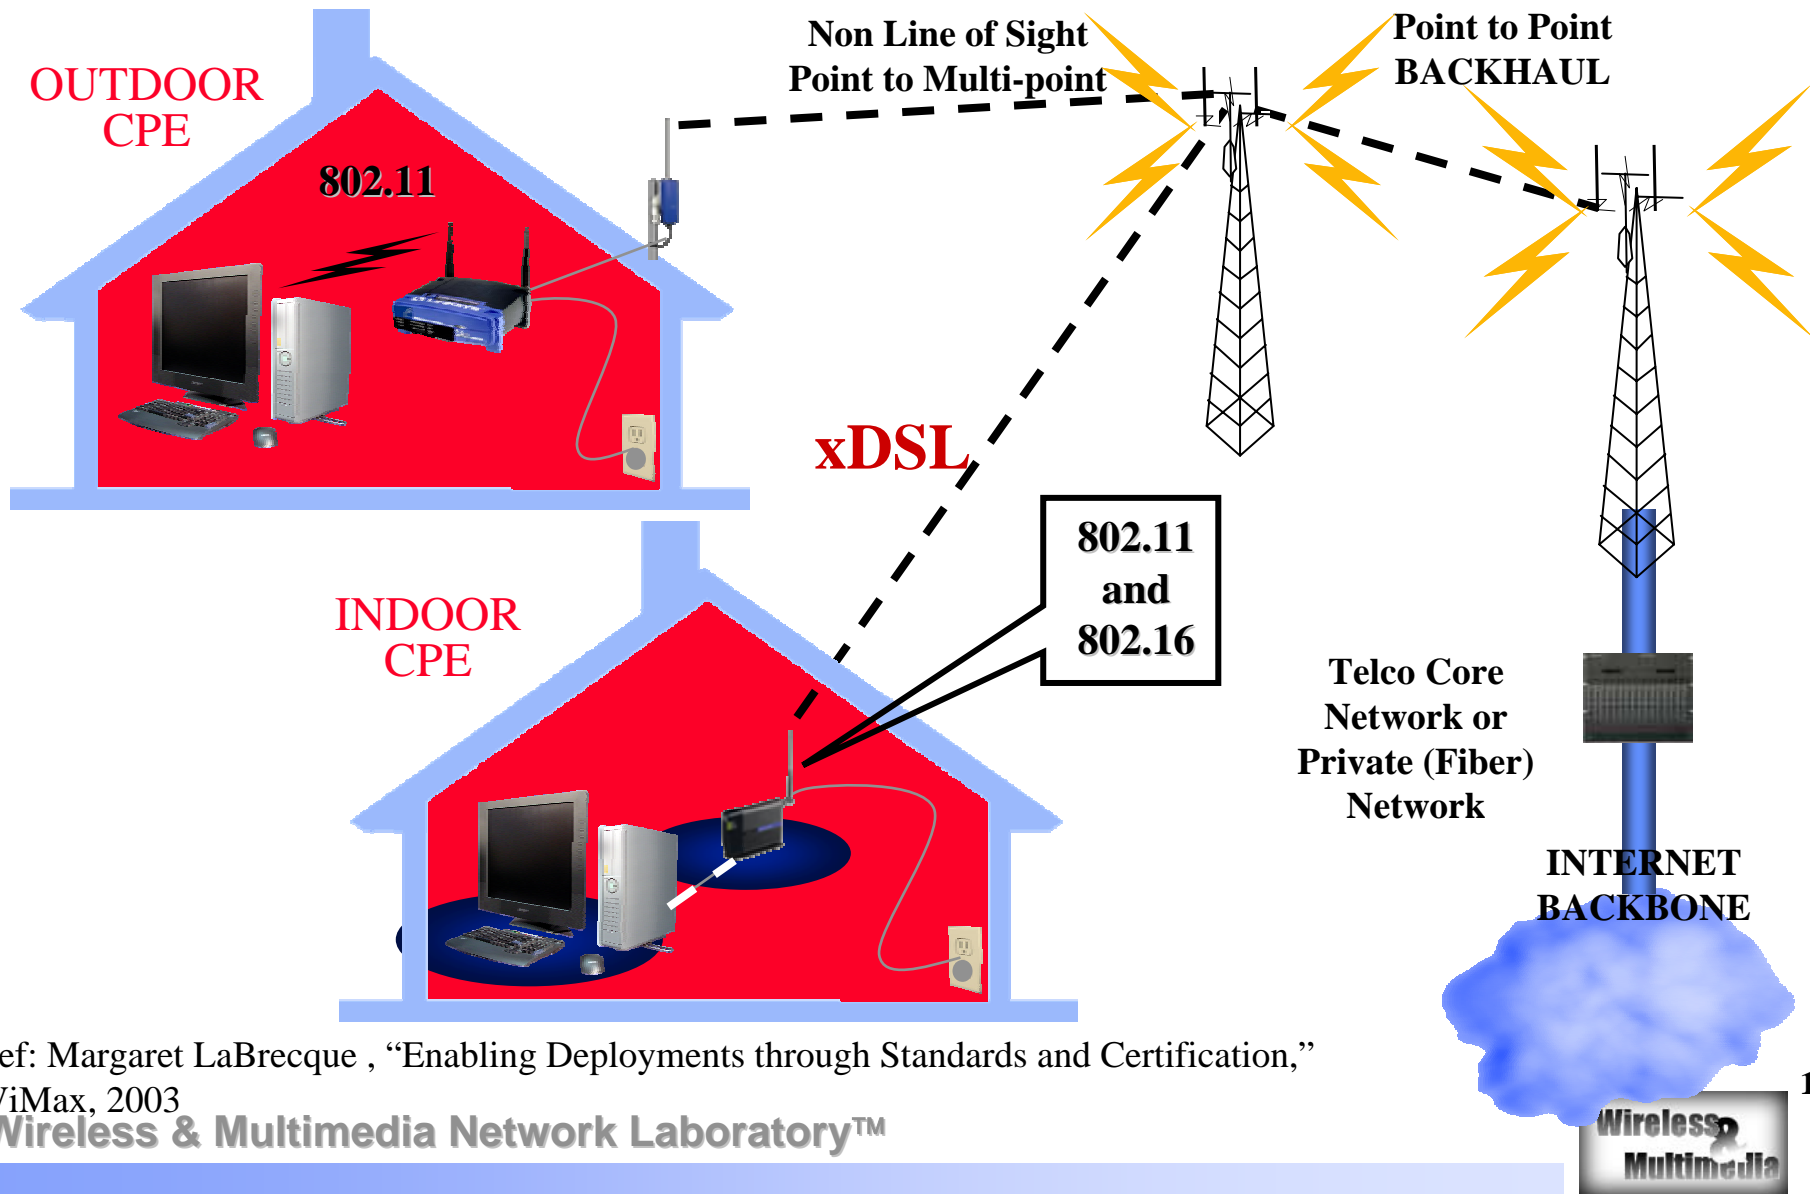 Non Line of Sight
Point to Multi-point
Point to Point
BACKHAUL
OUTDOOR
CPE
802.11
xDSL
802.11
and
802.16
INDOOR
CPE
Telco Core
Network or
Private (Fiber)
Network
INTERNET
BACKBONE
ef: Margaret LaBrecque , “Enabling Deployments through Standards and Certification,”
WiMax, 2003
1
Wireless & Multimedia Network Laboratory™
Wireless
&
Multimedia